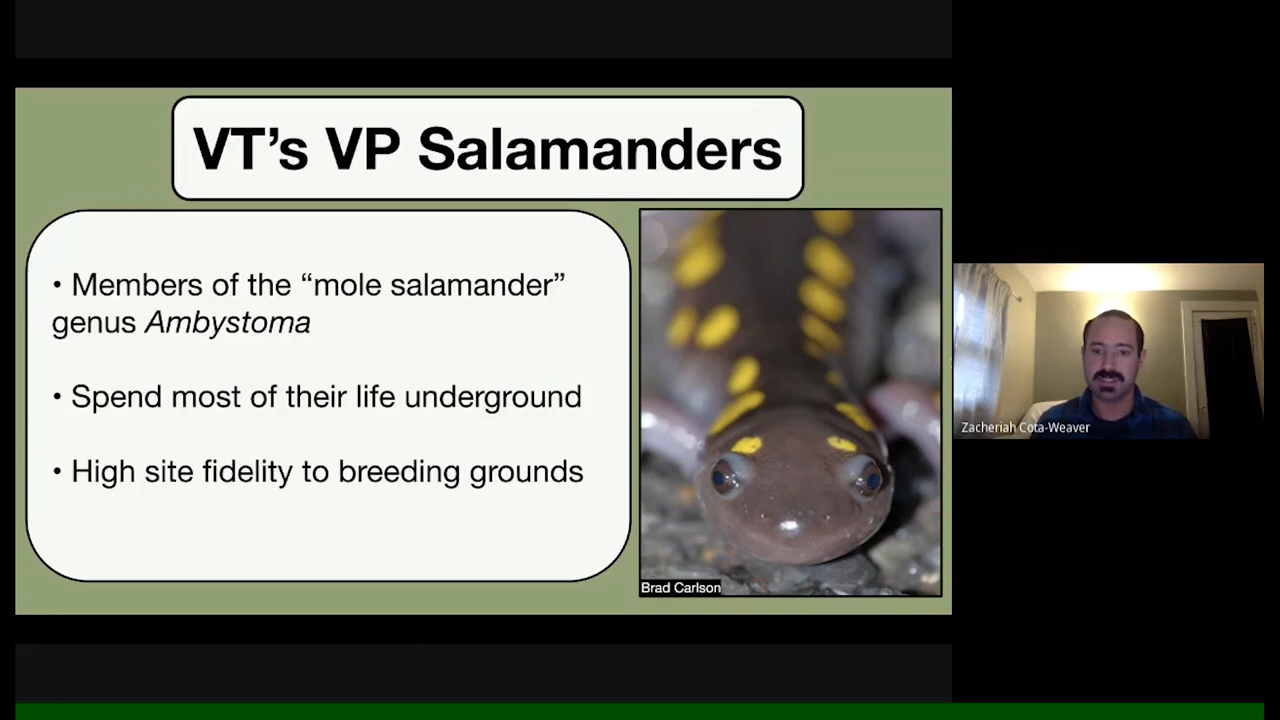 VT’s VP Salamanders
• Members of the “mole salamander”
genus Ambystoma
• Spend most of their life underground
• High site fidelity to breeding grounds
Brad Carlson
Zacheriah Cota-Weaver